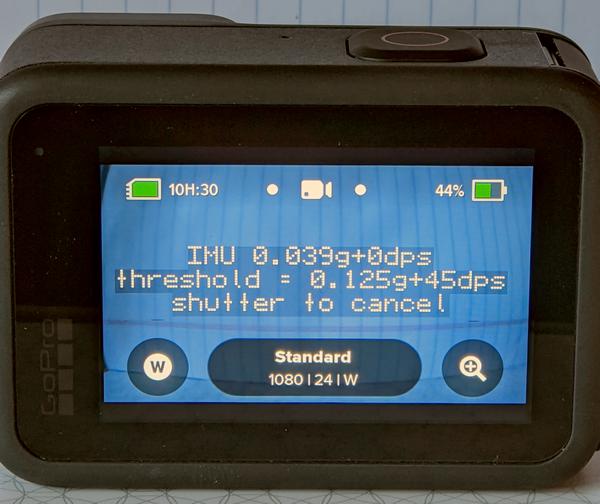 10H:30
44%
IMU 0.039g+0dps
threshold = 0.125g+45dps
shutter to cancel
W
Standard
1080 | 24 | W
GoPro